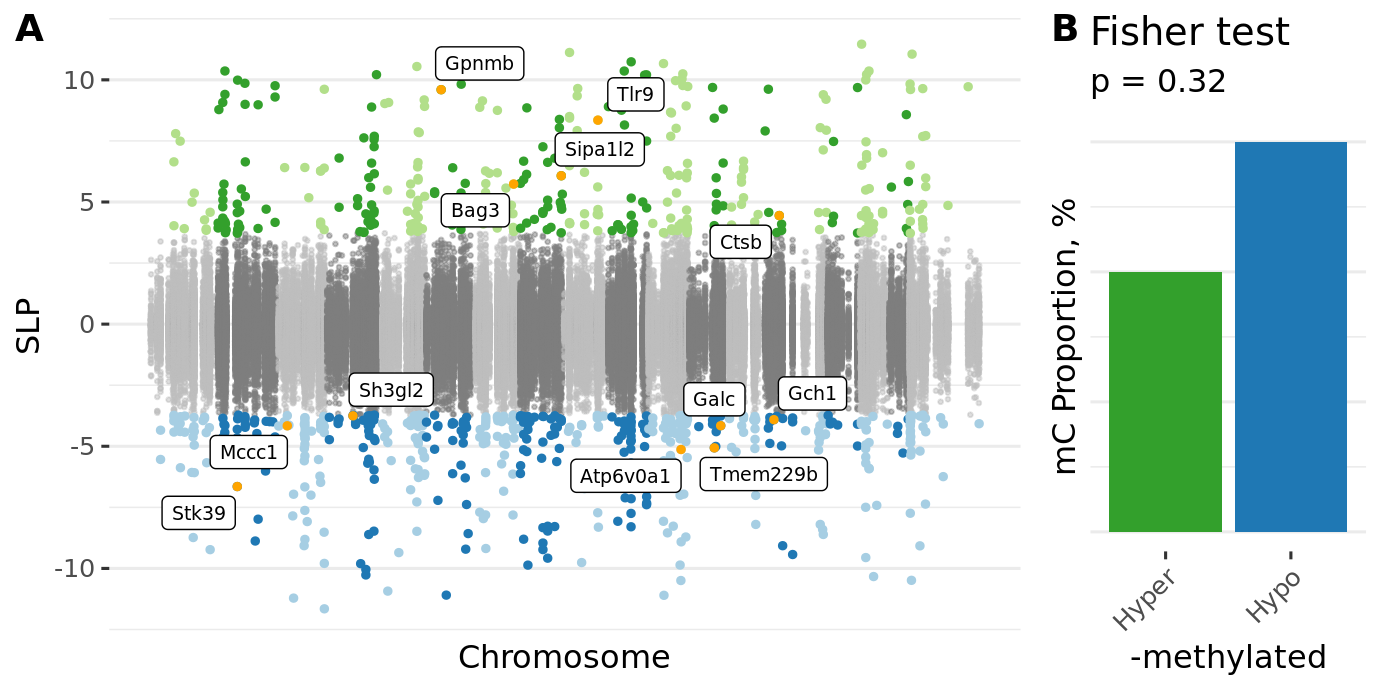 A
B
Fisher test
p = 0.32
SLP
10
5
0
-5
-10
Gpnmb
Tlr9
Sipa1l2
Bag3
Ctsb
Sh3gl2
Galc
Gch1
Mccc1
Atp6v0a1
Tmem229b
Stk39
Chromosome
mC Proportion, %
Hyper
Hypo
-methylated